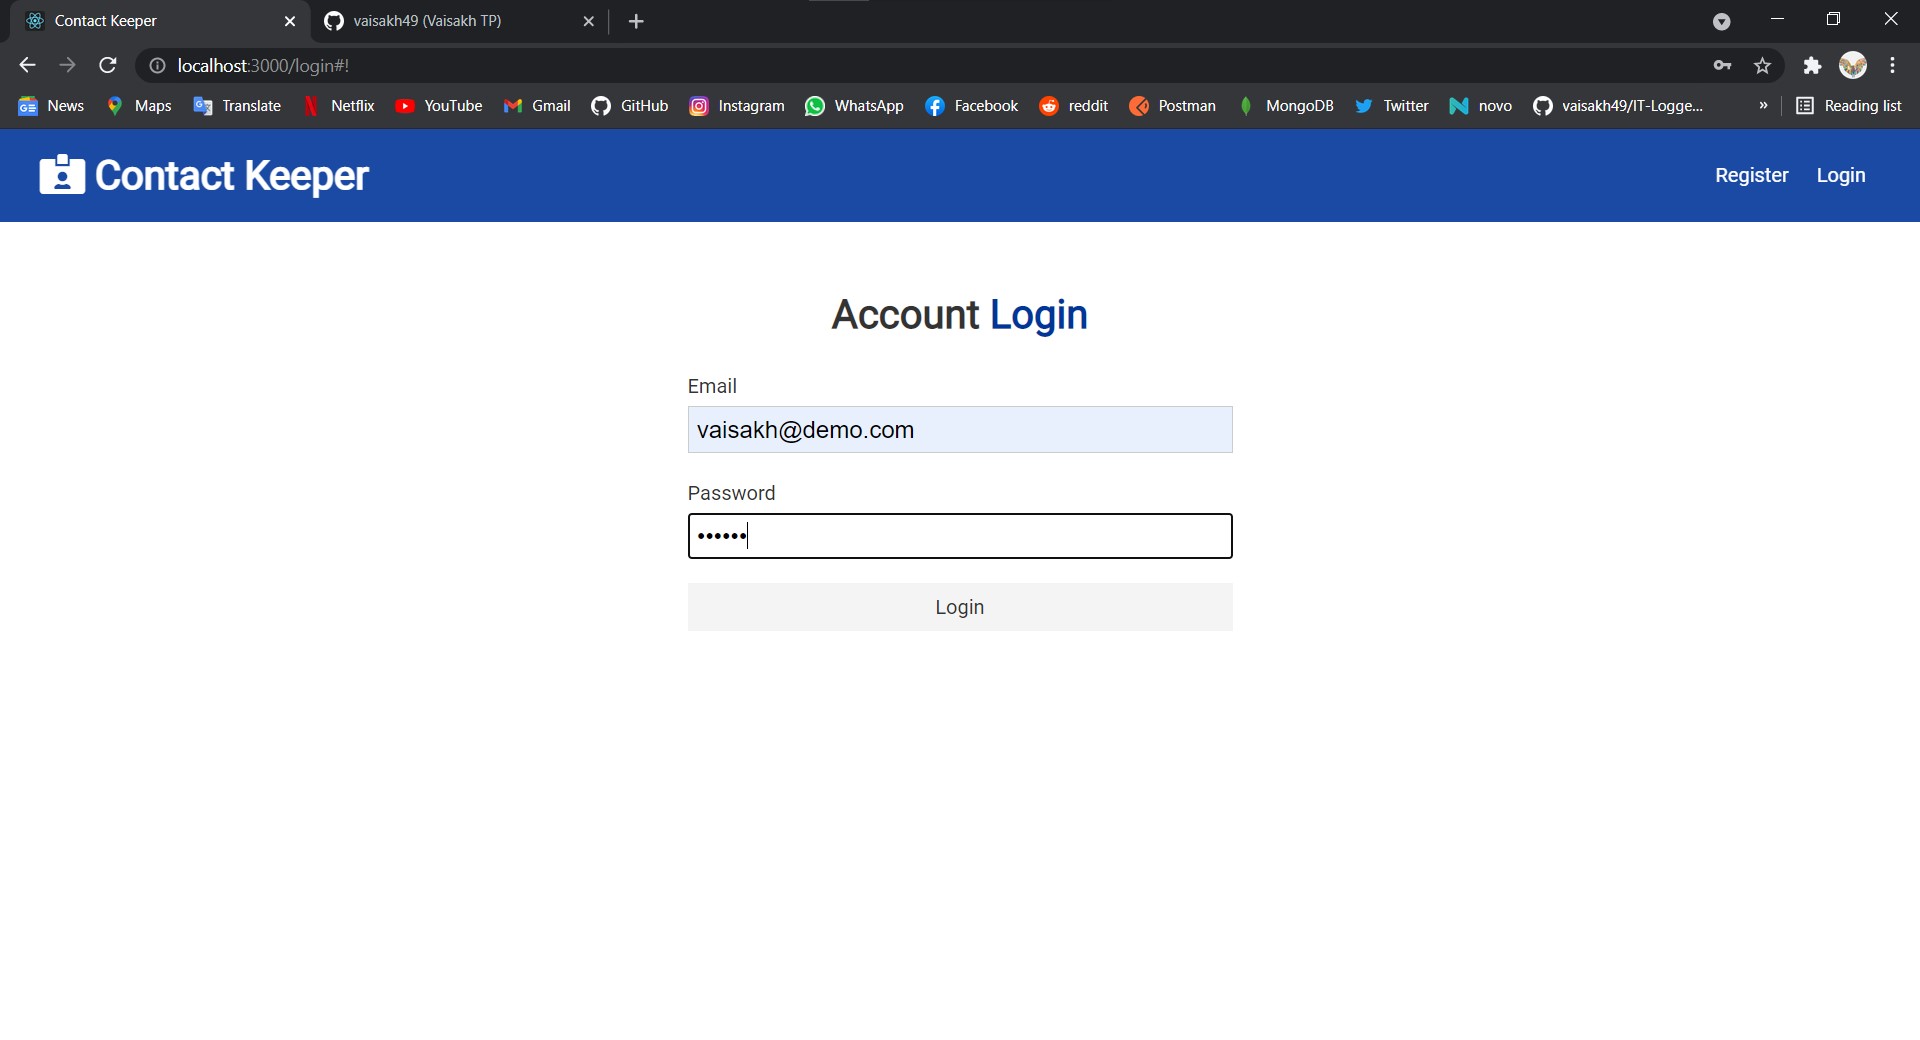 Contact Keeper
vaisakh49 (Vaisakh TP)
localhost:3000/login#!
News Maps Translate Netflix YouTube Gmail GitHub Instagram WhatsApp Facebook reddit Postman MongoDB Twitter novo vaisakh49/IT-Logge... » Reading list
Contact Keeper Register Login
Account Login
Email
vaisakh@demo.com
Password
••••••
Login